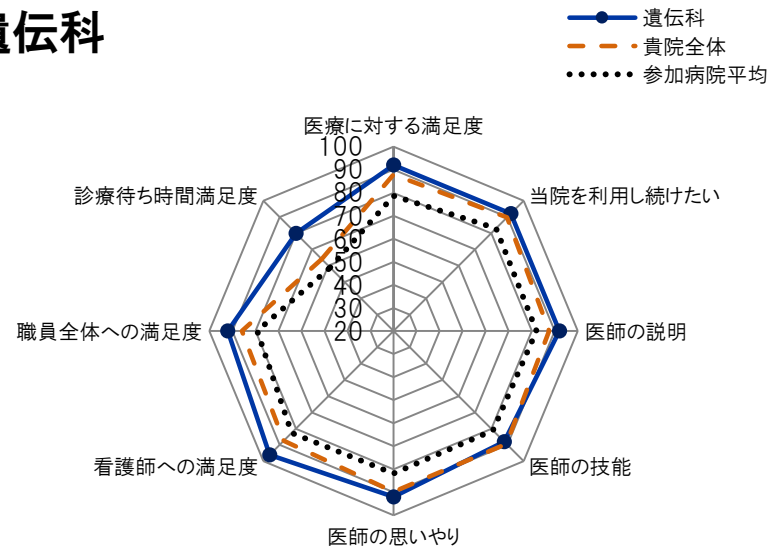 遺伝科
遺伝科
貴院全体
参加病院平均
医療に対する満足度
当院を利用し続けたい
医師の説明
医師の技能
医師の思いやり
看護師への満足度
職員全体への満足度
診療待ち時間満足度
100
90
80
70
60
50
40
30
20